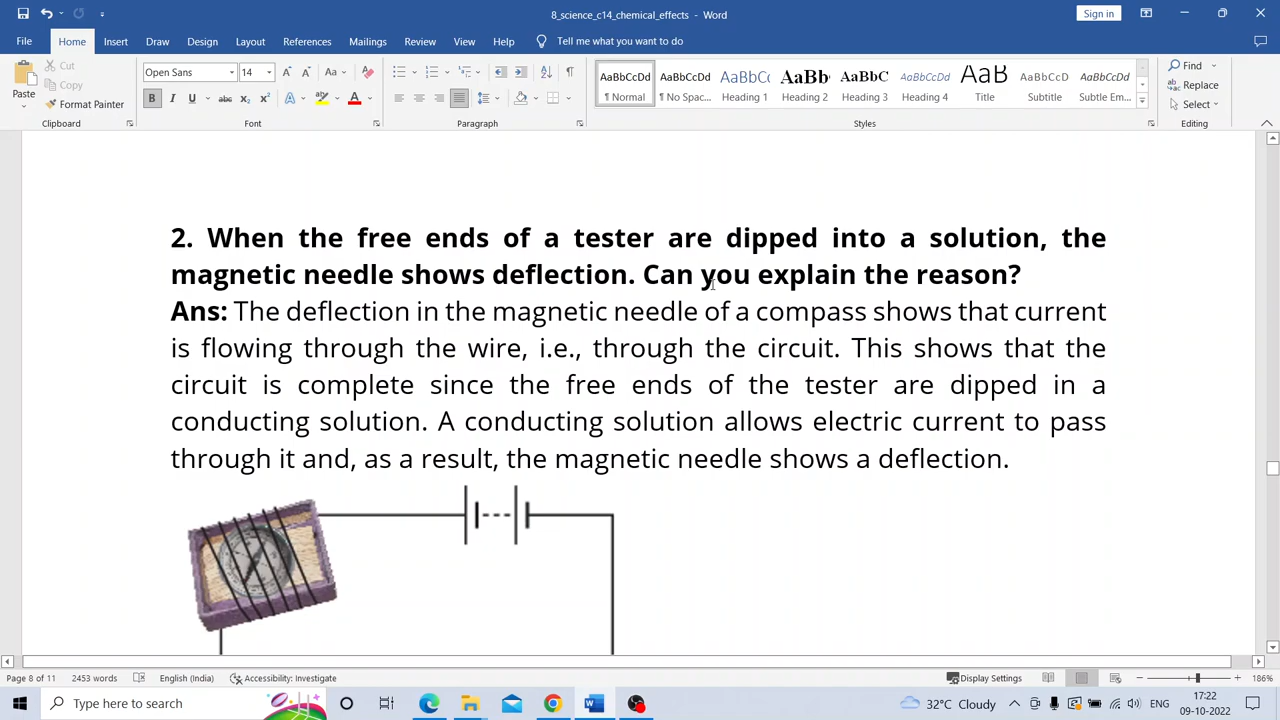 8_science_c14_chemical_effects - Word
Sign in
File Home Insert Draw Design Layout References Mailings Review View Help Tell me what you want to do
Paste
Cut
Copy
Format Painter
Clipboard
Open Sans 14
Font
Paragraph
AaBbCcDd AaBbCcDd AaBbCc AaBb AaBbC AaBbCcDd AaB AaBbCcDd AaBbCcDd
¶ Normal ¶ No Spac... Heading 1 Heading 2 Heading 3 Heading 4 Title Subtitle Subtle Em...
Styles
Find
Replace
Select
Editing
2. When the free ends of a tester are dipped into a solution, the
magnetic needle shows deflection. Can you explain the reason?
Ans: The deflection in the magnetic needle of a compass shows that current
is flowing through the wire, i.e., through the circuit. This shows that the
circuit is complete since the free ends of the tester are dipped in a
conducting solution. A conducting solution allows electric current to pass
through it and, as a result, the magnetic needle shows a deflection.
Page 8 of 11 2453 words English (India) Accessibility: Investigate Display Settings 186%
Type here to search
32°C Cloudy
ENG
17:22
09-10-2022